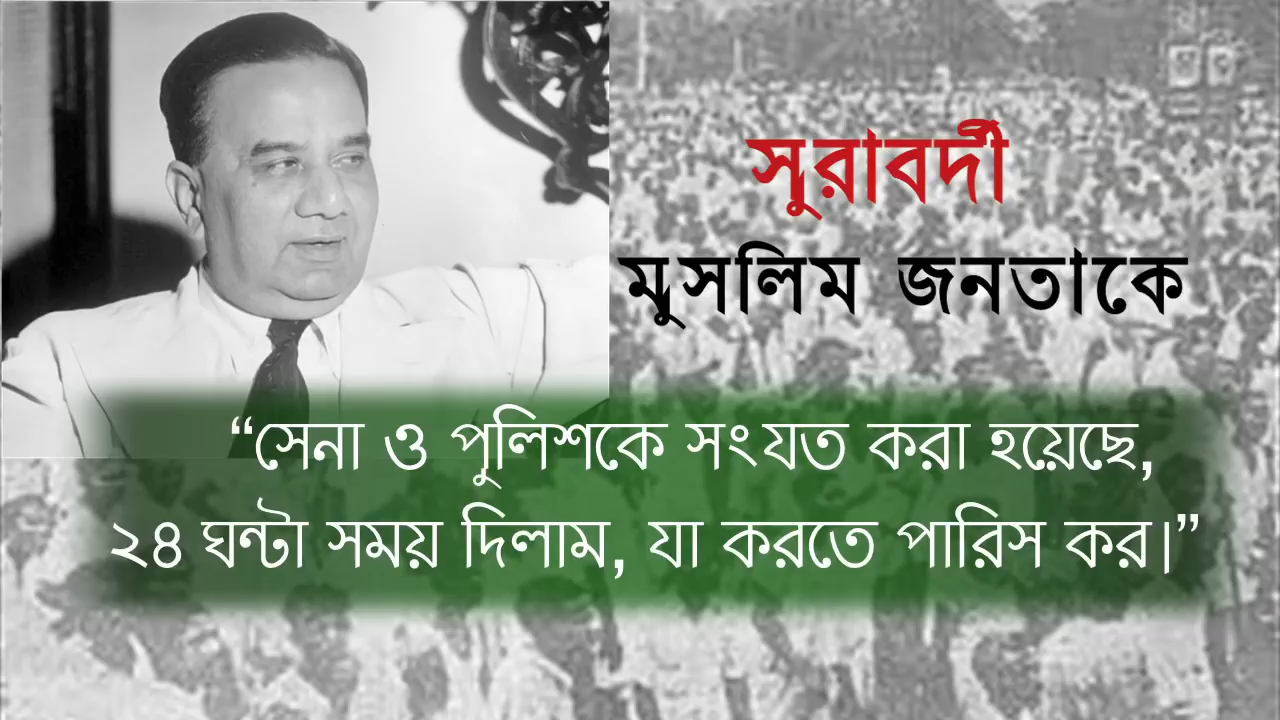 সুরাবর্দী
মুসলিম জনতাকে
“সেনা ও পুলিশকে সংযত করা হয়েছে,
২৪ ঘন্টা সময় দিলাম, যা করতে পারিস কর।”